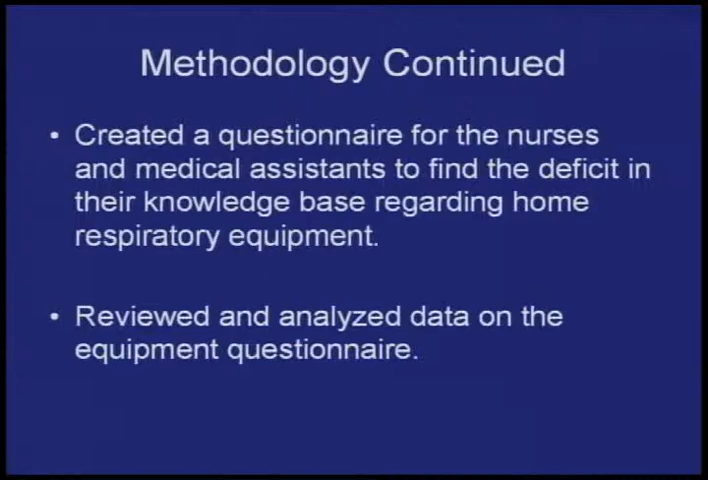 Methodology Continued
• Created a questionnaire for the nurses
and medical assistants to find the deficit in
their knowledge base regarding home
respiratory equipment.
• Reviewed and analyzed data on the
equipment questionnaire.